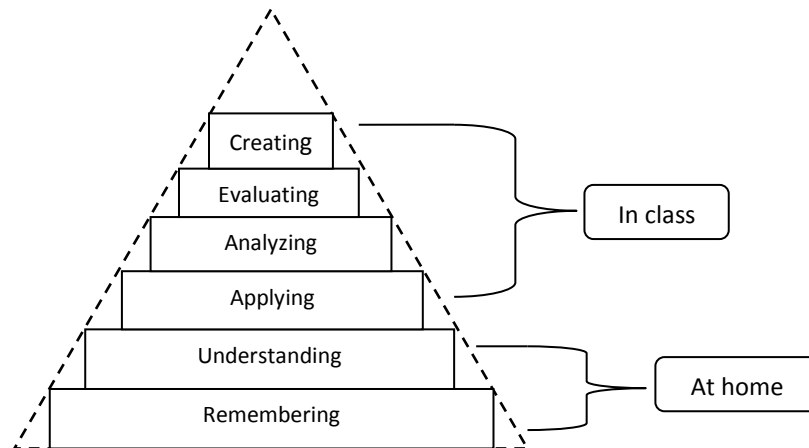 Creating
Evaluating
In class
Analyzing
Applying
Understanding
At home
Remembering